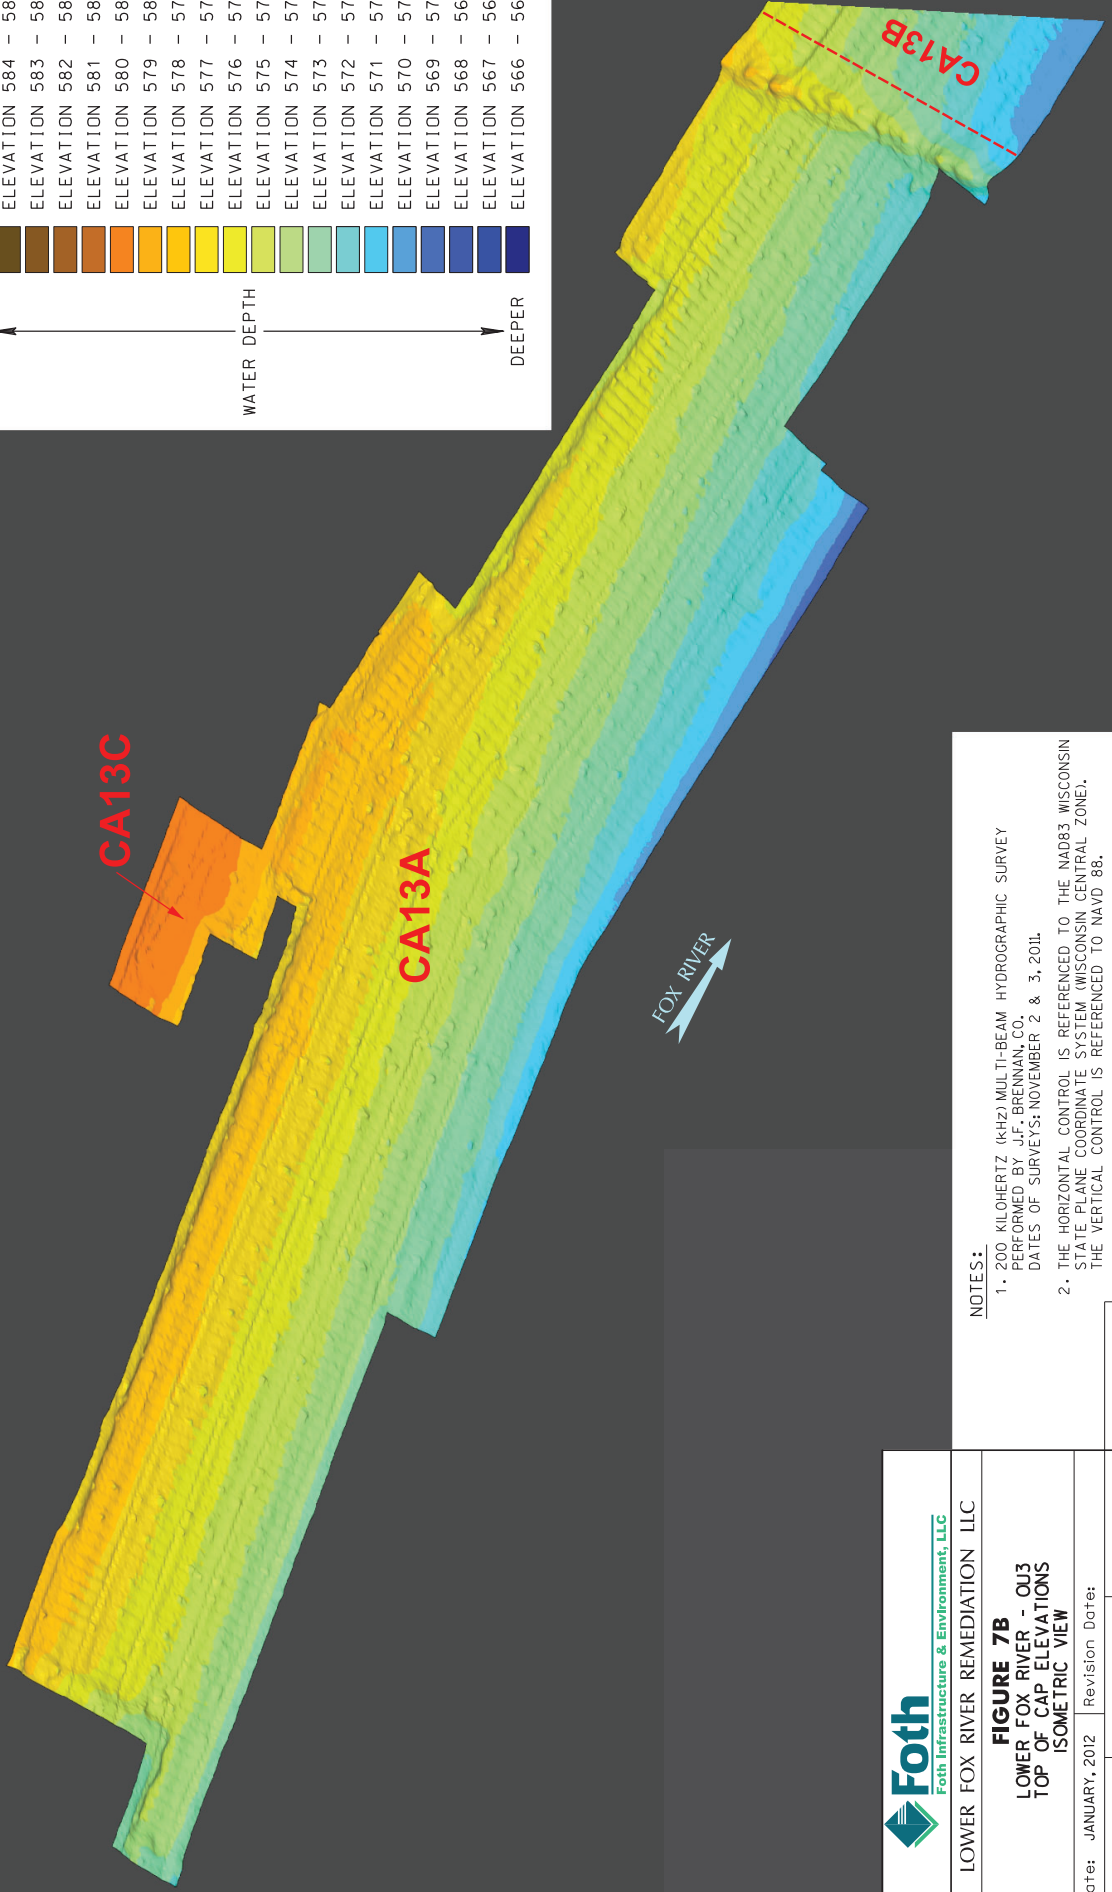 ELEVATION 584 - 58
ELEVATION 583 - 58
ELEVATION 582 - 58
ELEVATION 581 - 58
ELEVATION 580 - 58
ELEVATION 579 - 58
ELEVATION 578 - 57
ELEVATION 577 - 57
ELEVATION 576 - 57
ELEVATION 575 - 57
ELEVATION 574 - 57
ELEVATION 573 - 57
ELEVATION 572 - 57
ELEVATION 571 - 57
ELEVATION 570 - 57
ELEVATION 569 - 57
ELEVATION 568 - 56
ELEVATION 567 - 56
ELEVATION 566 - 56
WATER DEPTH
DEEPER
CA13C
CA13A
CA13B
FOX RIVER
NOTES:
1. 200 KILOHERTZ (kHz) MULTI-BEAM HYDROGRAPHIC SURVEY
PERFORMED BY J.F. BRENNAN, CO.
DATES OF SURVEYS: NOVEMBER 2 & 3, 2011.
2. THE HORIZONTAL CONTROL IS REFERENCED TO THE NAD83 WISCONSIN
STATE PLANE COORDINATE SYSTEM (WISCONSIN CENTRAL ZONE).
THE VERTICAL CONTROL IS REFERENCED TO NAVD 88.
Foth
Foth Infrastructure & Environment, LLC
LOWER FOX RIVER REMEDIATION LLC
FIGURE 7B
LOWER FOX RIVER - OU3
TOP OF CAP ELEVATIONS
ISOMETRIC VIEW
ate: JANUARY, 2012 Revision Date: